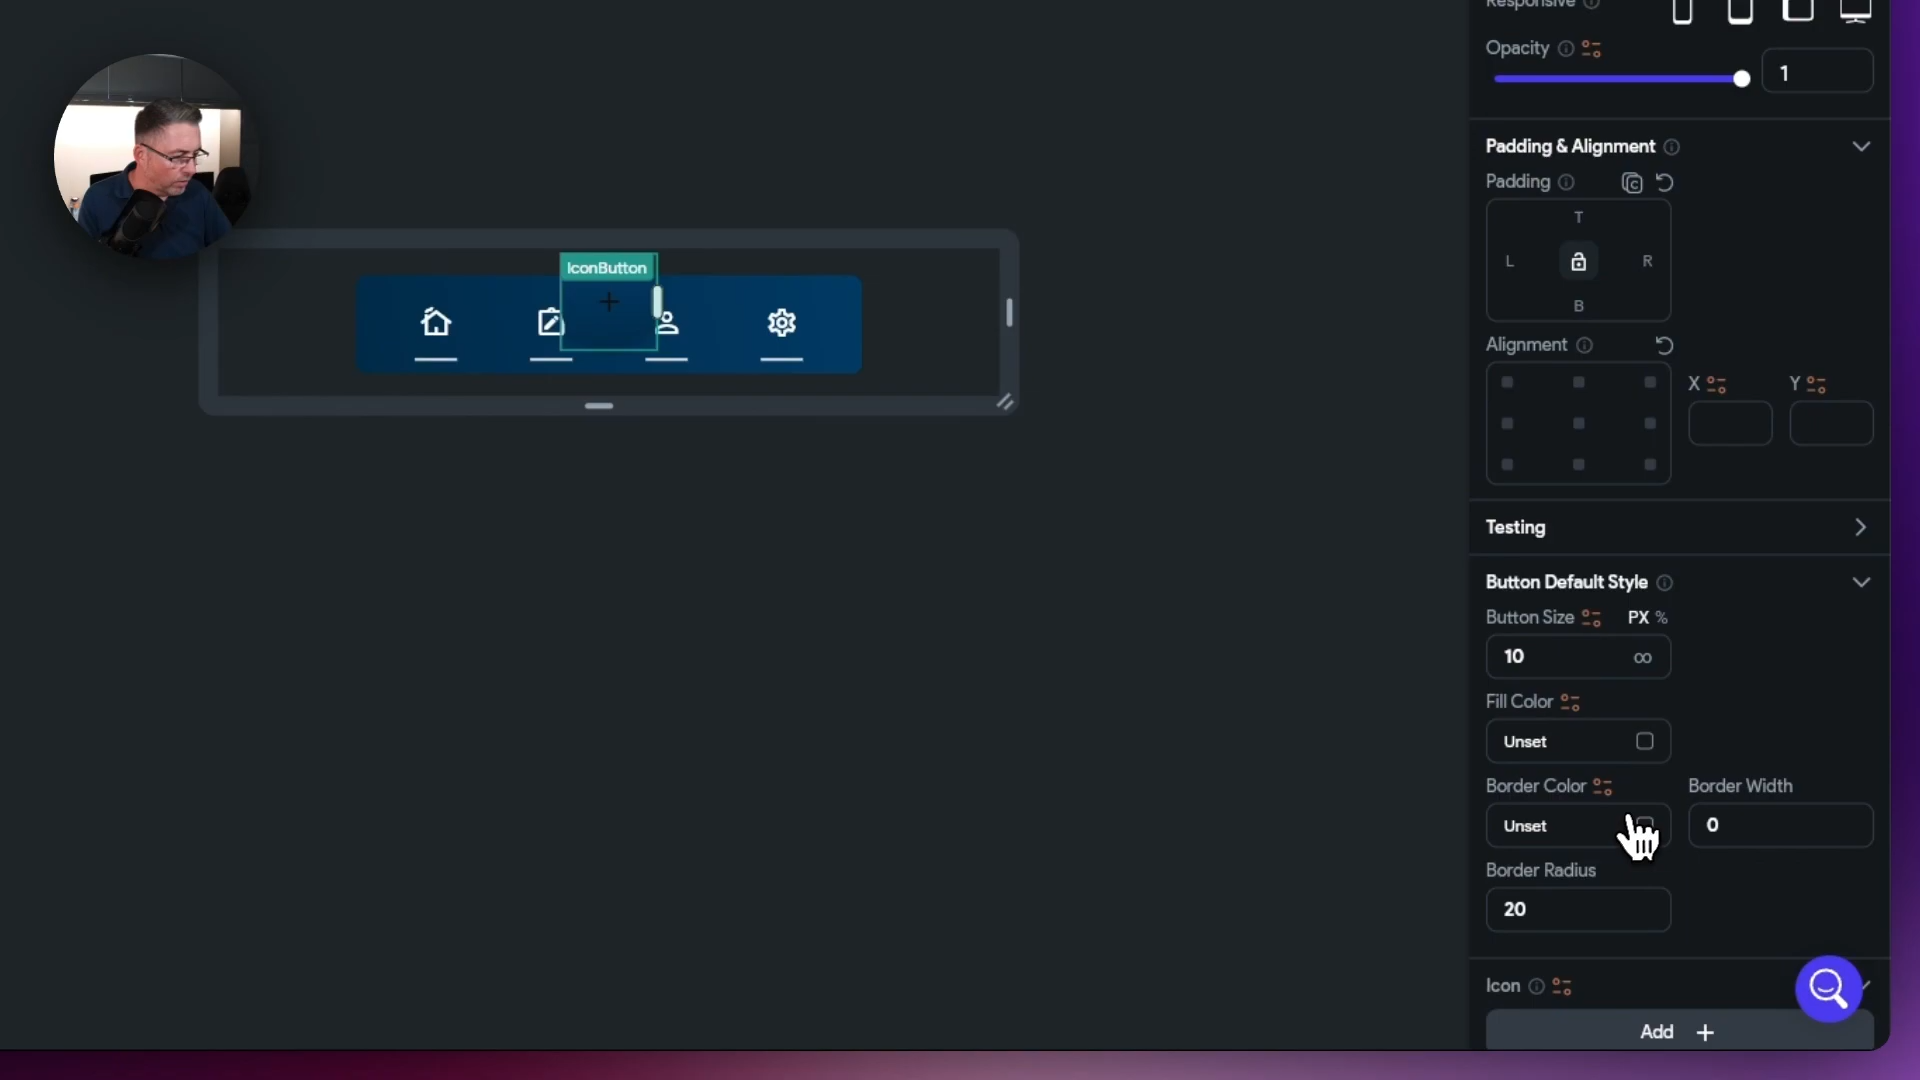 Responsive
Opacity
1
Padding & Alignment
Padding
T
L
R
B
Alignment
X
Y
IconButton
Testing
Button Default Style
Button Size
PX %
10
Fill Color
Unset
Border Color
Border Width
Unset
0
Border Radius
20
Icon
Add +